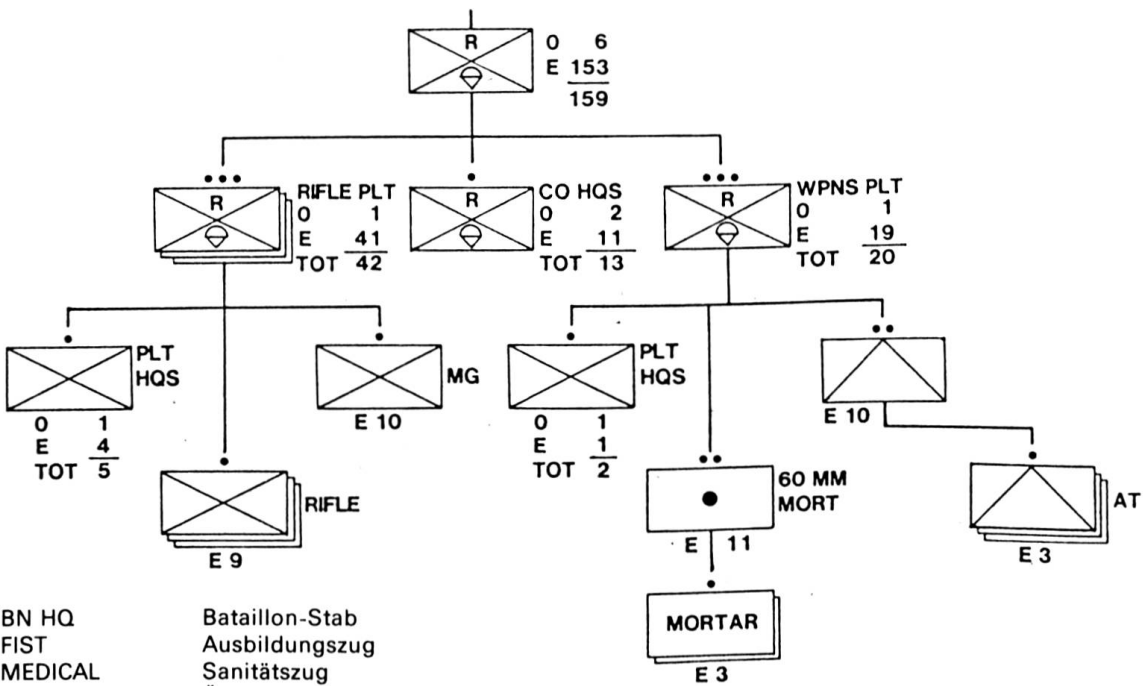 R
O 6
E 153
159
R
RIFLE PLT
O 1
E 41
TOT 42
R
CO HQS
O 2
E 11
TOT 13
R
WPNS PLT
O 1
E 19
TOT 20
PLT
HQS
O 1
E 4
TOT 5
MG
E 10
RIFLE
E 9
PLT
HQS
O 1
E 1
TOT 2
60 MM
MORT
E 11
MORTAR
E 3
E 10
AT
E 3
BN HQ Bataillon-Stab
FIST Ausbildungszug
MEDICAL Sanitätszug